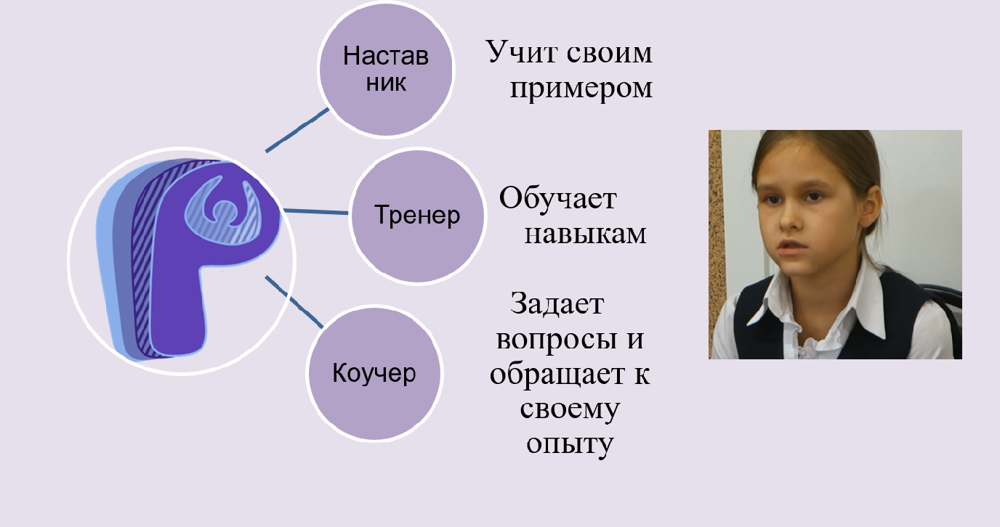 Настав
ник
Учит своим
примером
Тренер
Обучает
навыкам
Коучер
Задает
вопросы и
обращает к
своему
опыту